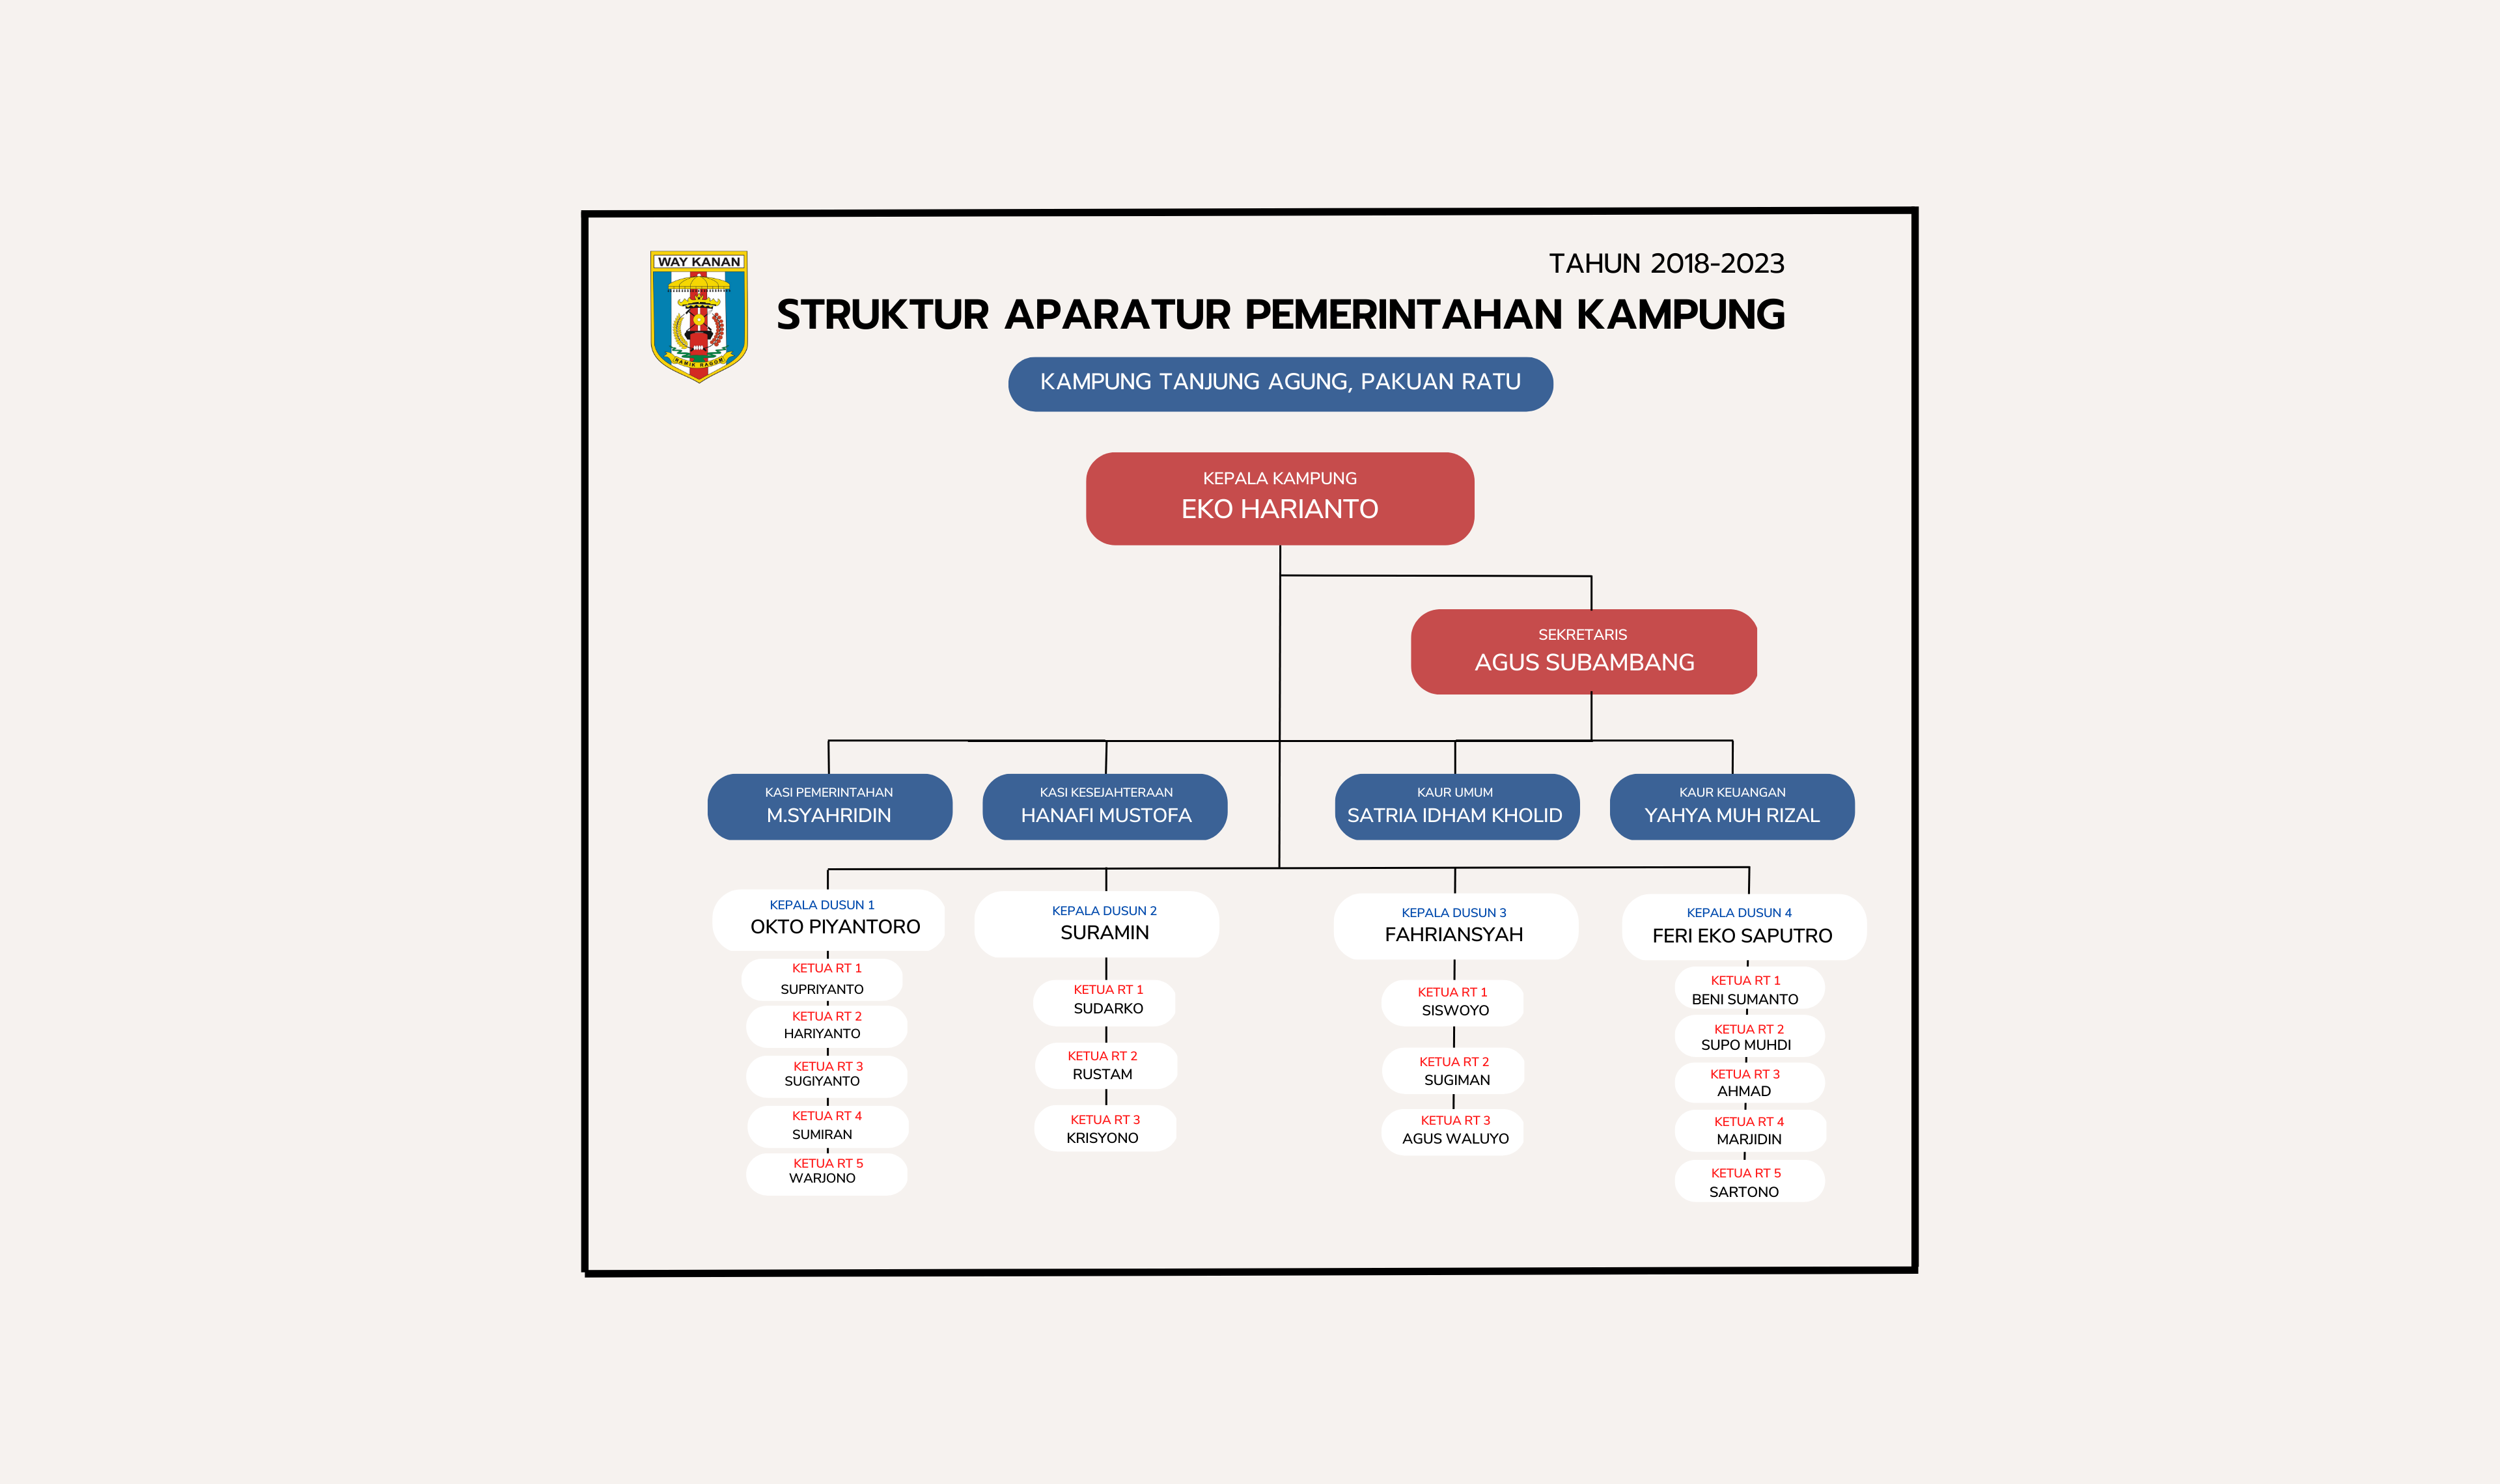 WAY KANAN
RAMIK RAGOM
TAHUN 2018-2023
STRUKTUR APARATUR PEMERINTAHAN KAMPUNG
KAMPUNG TANJUNG AGUNG, PAKUAN RATU
KEPALA KAMPUNG
EKO HARIANTO
SEKRETARIS
AGUS SUBAMBANG
KASI PEMERINTAHAN
M.SYAHRIDIN
KASI KESEJAHTERAAN
HANAFI MUSTOFA
KAUR UMUM
SATRIA IDHAM KHOLID
KAUR KEUANGAN
YAHYA MUH RIZAL
KEPALA DUSUN 1
OKTO PIYANTORO
KETUA RT 1
SUPRIYANTO
KETUA RT 2
HARIYANTO
KETUA RT 3
SUGIYANTO
KETUA RT 4
SUMIRAN
KETUA RT 5
WARJONO
KEPALA DUSUN 2
SURAMIN
KETUA RT 1
SUDARKO
KETUA RT 2
RUSTAM
KETUA RT 3
KRISYONO
KEPALA DUSUN 3
FAHRIANSYAH
KETUA RT 1
SISWOYO
KETUA RT 2
SUGIMAN
KETUA RT 3
AGUS WALUYO
KEPALA DUSUN 4
FERI EKO SAPUTRO
KETUA RT 1
BENI SUMANTO
KETUA RT 2
SUPO MUHDI
KETUA RT 3
AHMAD
KETUA RT 4
MARJIDIN
KETUA RT 5
SARTONO